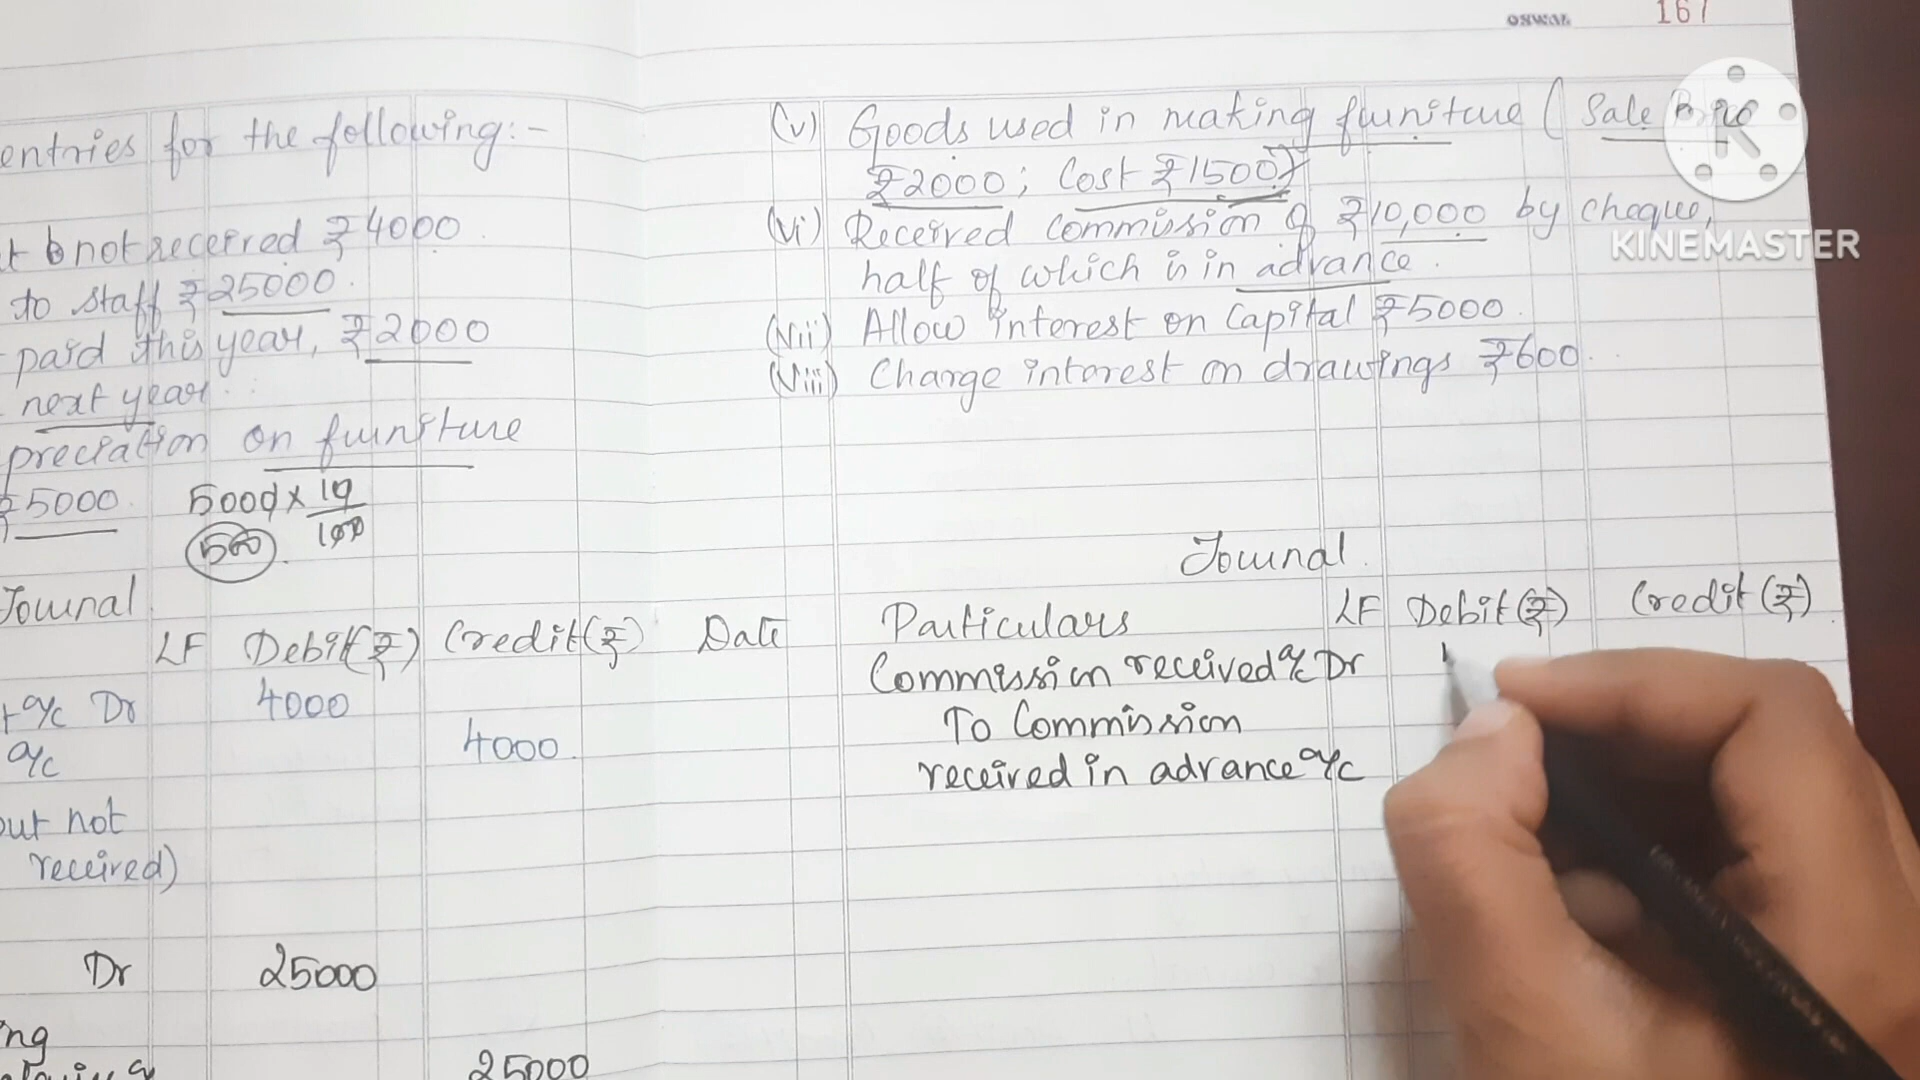 OSWAL 167
entries for the following:-
t b not received ₹4000.
to staff ₹25000.
paid this year, ₹2000
next year.
preciation on furniture
₹5000. 5000 × 10/100
500.
Journal
LF Debit(₹) Credit(₹)
a/c Dr 4000
a/c 4000.
but not
received)
Dr 25000
ing
25000
(v) Goods used in making furniture ( Sale
₹2000; Cost ₹1500)
(vi) Received commission of ₹10,000 by cheque,
half of which is in advance.
(vii) Allow interest on Capital ₹5000.
(viii) Charge interest on drawings ₹600.
Journal.
Date Particulars LF Debit(₹) Credit(₹)
Commission received a/c Dr
To Commission
received in advance a/c
KINEMASTER